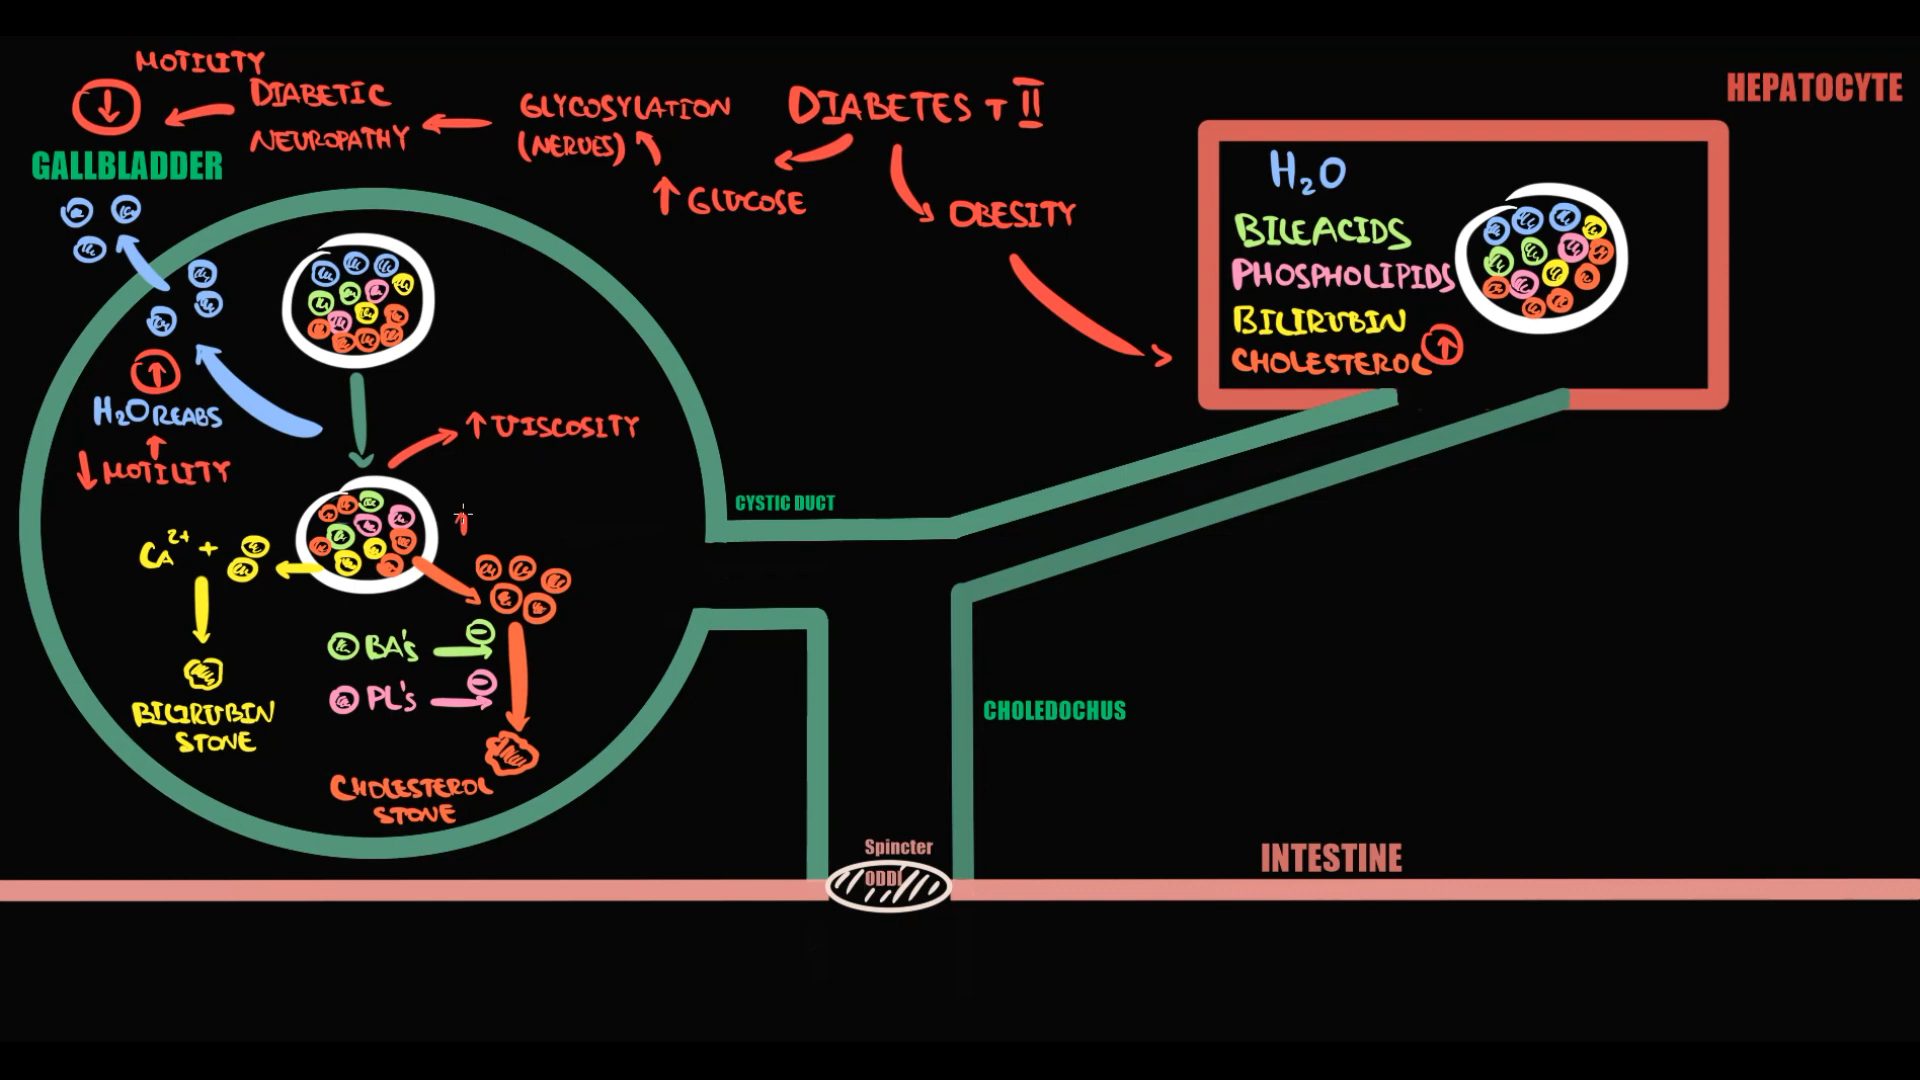 MOTILITY
↓
DIABETIC
NEUROPATHY
GLYCOSYLATION
(NERVES)
DIABETES T II
↑ GLUCOSE
OBESITY
HEPATOCYTE
GALLBLADDER
H2O
BILEACIDS
PHOSPHOLIPIDS
BILIRUBIN
CHOLESTEROL ↑
↑
H2O REABS
↑
↓ MOTILITY
↑ VISCOSITY
CYSTIC DUCT
Ca2+ +
BILIRUBIN
STONE
BA's
PL's
CHOLESTEROL
STONE
CHOLEDOCHUS
Spincter
ODDI
INTESTINE